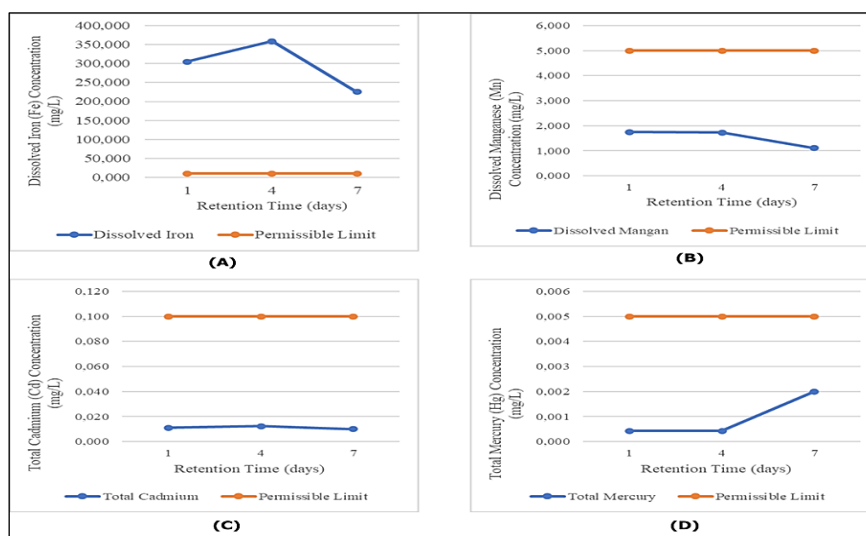 400,000
350,000
300,000
250,000
200,000
150,000
100,000
50,000
0,000
Dissolved Iron (Fe) Concentration
(mg/L)
1 4 7
Retention Time (days)
Dissolved Iron Permissible Limit
(A)
6,000
5,000
4,000
3,000
2,000
1,000
0,000
Dissolved Manganese (Mn)
Concentration (mg/L)
1 4 7
Retention Time (days)
Dissolved Mangan Permissible Limit
(B)
0,120
0,100
0,080
0,060
0,040
0,020
0,000
Total Cadmium (Cd) Concentration
(mg/L)
1 4 7
Retention Time (days)
Total Cadmium Permissible Limit
(C)
0,006
0,005
0,004
0,003
0,002
0,001
0,000
Total Mercury (Hg) Concentration
(mg/L)
1 4 7
Retention Time (days)
Total Mercury Permissible Limit
(D)